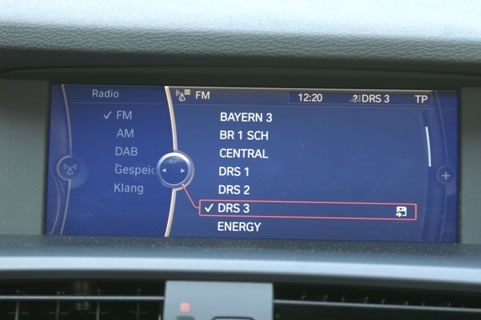 Radio
FM 12:20 DRS 3 TP
FM
AM
DAB
Gespeic
Klang
BAYERN 3
BR 1 SCH
CENTRAL
DRS 1
DRS 2
DRS 3
ENERGY